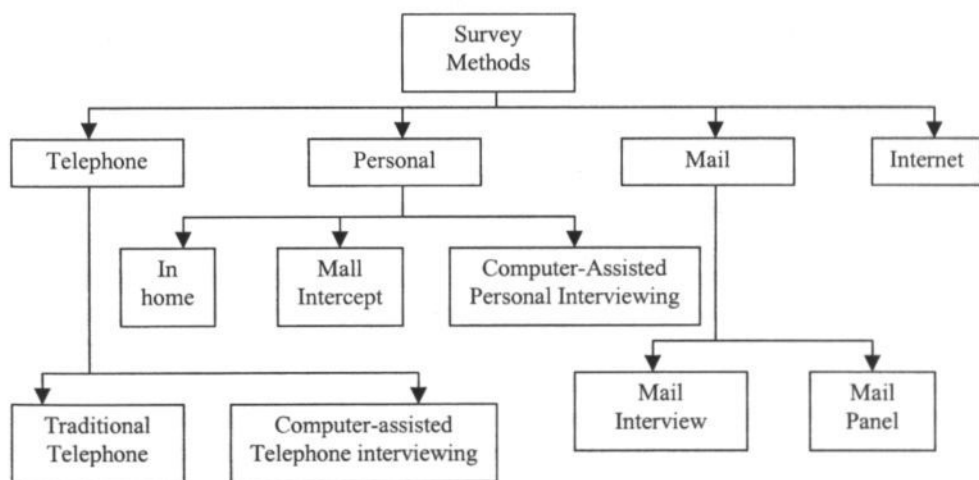 Survey
Methods
Telephone
Personal
Mail
Internet
In
home
Mall
Intercept
Computer-Assisted
Personal Interviewing
Mail
Interview
Mail
Panel
Traditional
Telephone
Computer-assisted
Telephone interviewing